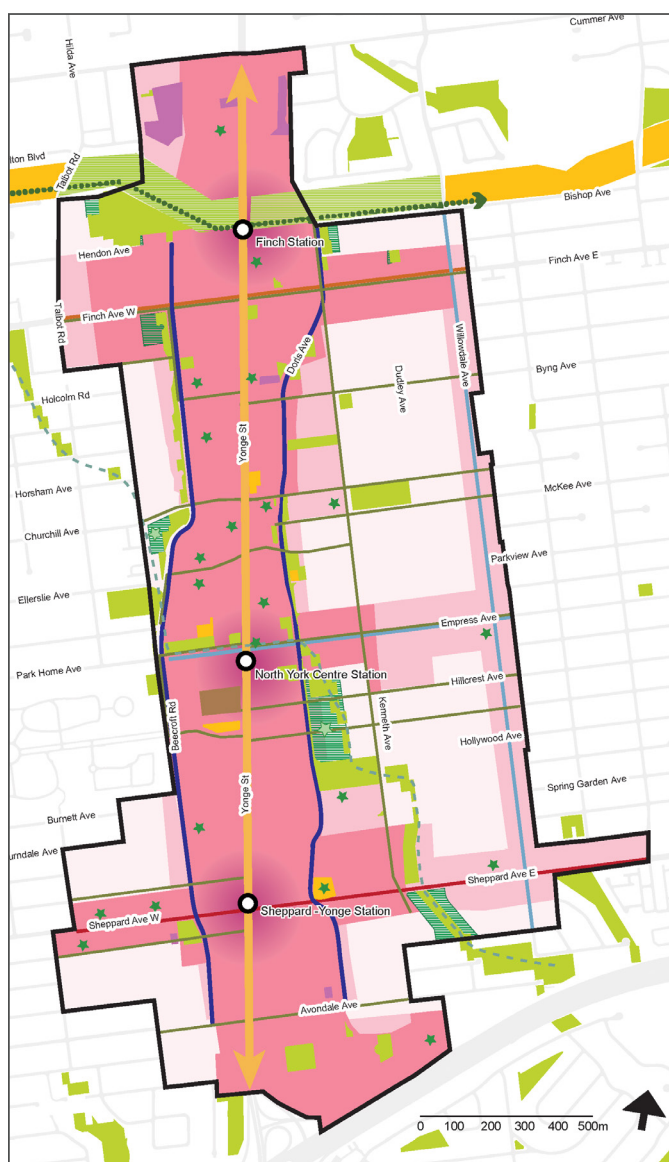 Cummer Ave
Hilda Ave
lton Blvd
Talbot Rd
Bishop Ave
Finch Station
Hendon Ave
Finch Ave E
Talbot Rd
Finch Ave W
Willowdale Ave
Doris Ave
Dudley Ave
Byng Ave
Holcolm Rd
Yonge St
Horsham Ave
McKee Ave
Churchill Ave
Parkview Ave
Ellerslie Ave
Empress Ave
Park Home Ave
North York Centre Station
Hillcrest Ave
Beecroft Rd
Kenneth Ave
Hollywood Ave
Yonge St
Spring Garden Ave
Burnett Ave
urndale Ave
Sheppard Ave E
Sheppard -Yonge Station
Sheppard Ave W
Avondale Ave
0 100 200 300 400 500m